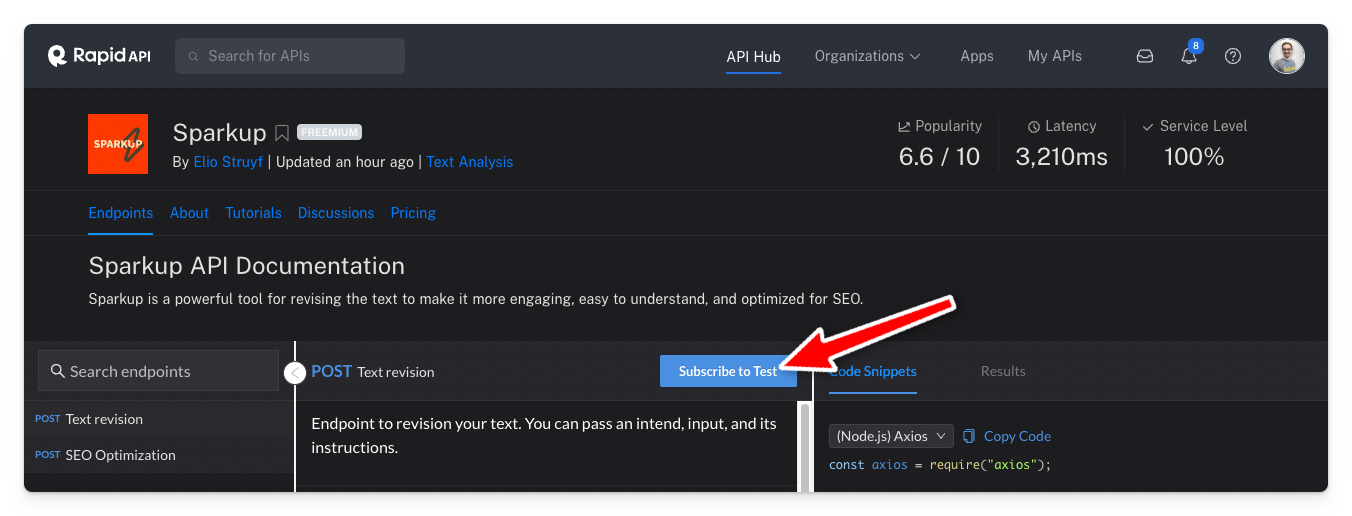 Rapid API
Search for APIs
API Hub
Organizations
Apps
My APIs
8
SPARKUP
Sparkup FREEMIUM
By Elio Struyf | Updated an hour ago | Text Analysis
Popularity
6.6 / 10
Latency
3,210ms
Service Level
100%
Endpoints About Tutorials Discussions Pricing
Sparkup API Documentation
Sparkup is a powerful tool for revising the text to make it more engaging, easy to understand, and optimized for SEO.
Search endpoints
POST Text revision
POST SEO Optimization
POST Text revision
Subscribe to Test
Endpoint to revision your text. You can pass an intend, input, and its
instructions.
Code Snippets
Results
(Node.js) Axios
Copy Code
const axios = require("axios");